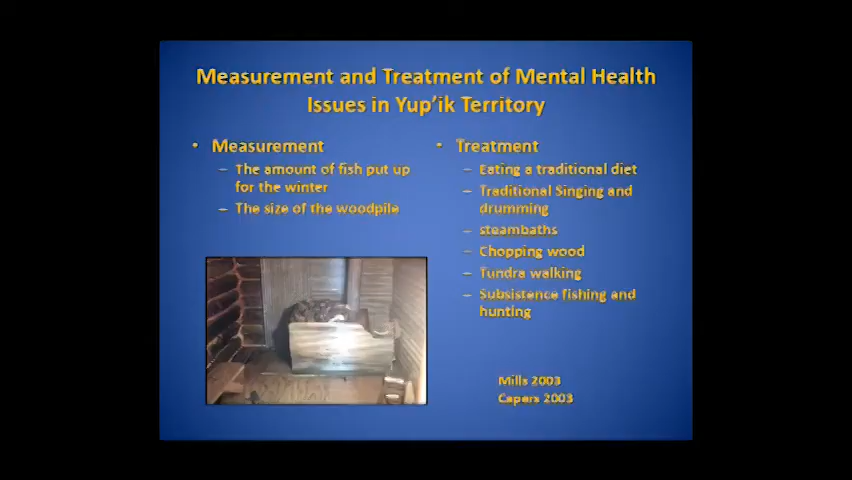 Measurement and Treatment of Mental Health
Issues in Yup’ik Territory
• Measurement
– The amount of fish put up
for the winter
– The size of the woodpile
• Treatment
– Eating a traditional diet
– Traditional Singing and
drumming
– steambaths
– Chopping wood
– Tundra walking
– Subsistence fishing and
hunting
Mills 2003
Capers 2003